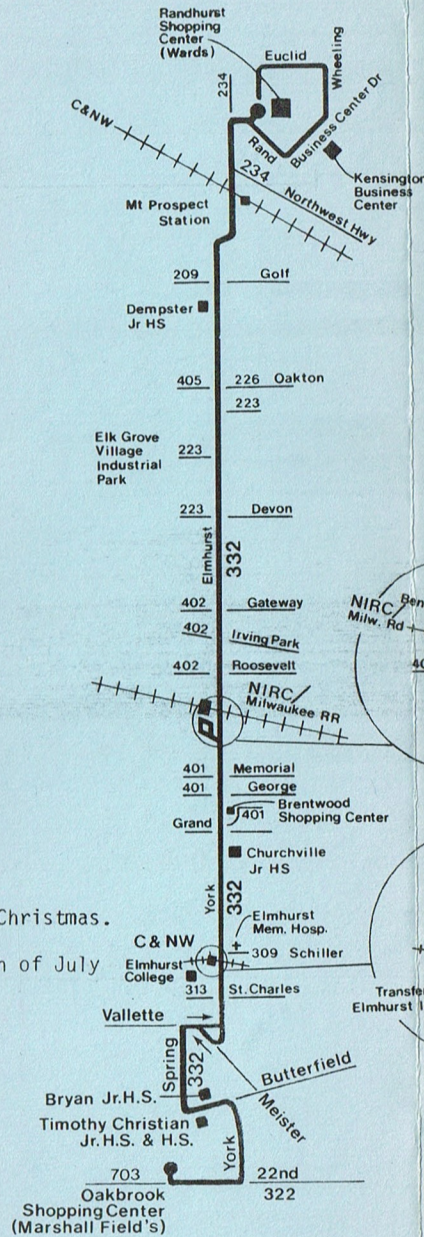 Randhurst
Shopping
Center
(Wards)
Euclid
Wheeling
234
C&NW
Rand
Business Center Dr
234
Northwest Hwy
Kensington
Business
Center
Mt Prospect
Station
209 Golf
Dempster
Jr HS
405 226 Oakton
223
Elk Grove
Village
Industrial
Park
223
223 Devon
Elmhurst
332
402 Gateway
402 Irving Park
402 Roosevelt
NIRC/
Milwaukee RR
P
NIRC/
Milw. Rd
401 Memorial
401 George
Brentwood
Shopping Center
401
Grand
Churchville
Jr HS
York
332
Christmas.
of July
Elmhurst
Mem. Hosp.
C&NW
309 Schiller
Elmhurst
College
313 St.Charles
Elmhurst
Vallette
Spring
332
Butterfield
Meister
Bryan Jr.H.S.
Timothy Christian
Jr.H.S. & H.S.
York
703 22nd
322
Oakbrook
Shopping Center
(Marshall Field's)